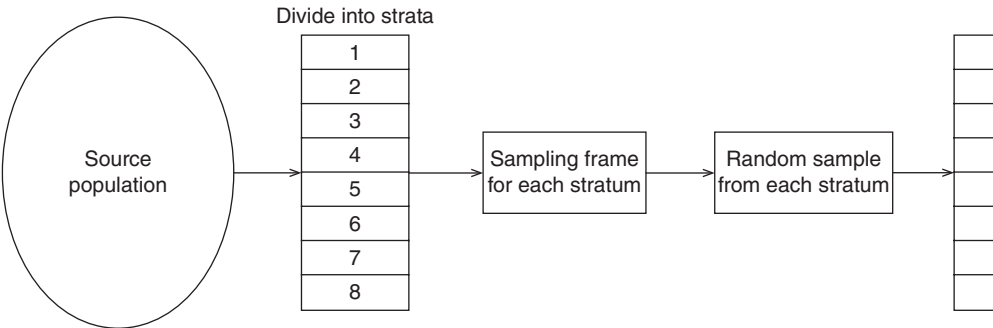 Divide into strata
1
2
3
4
5
6
7
8
Source
population
Sampling frame
for each stratum
Random sample
from each stratum